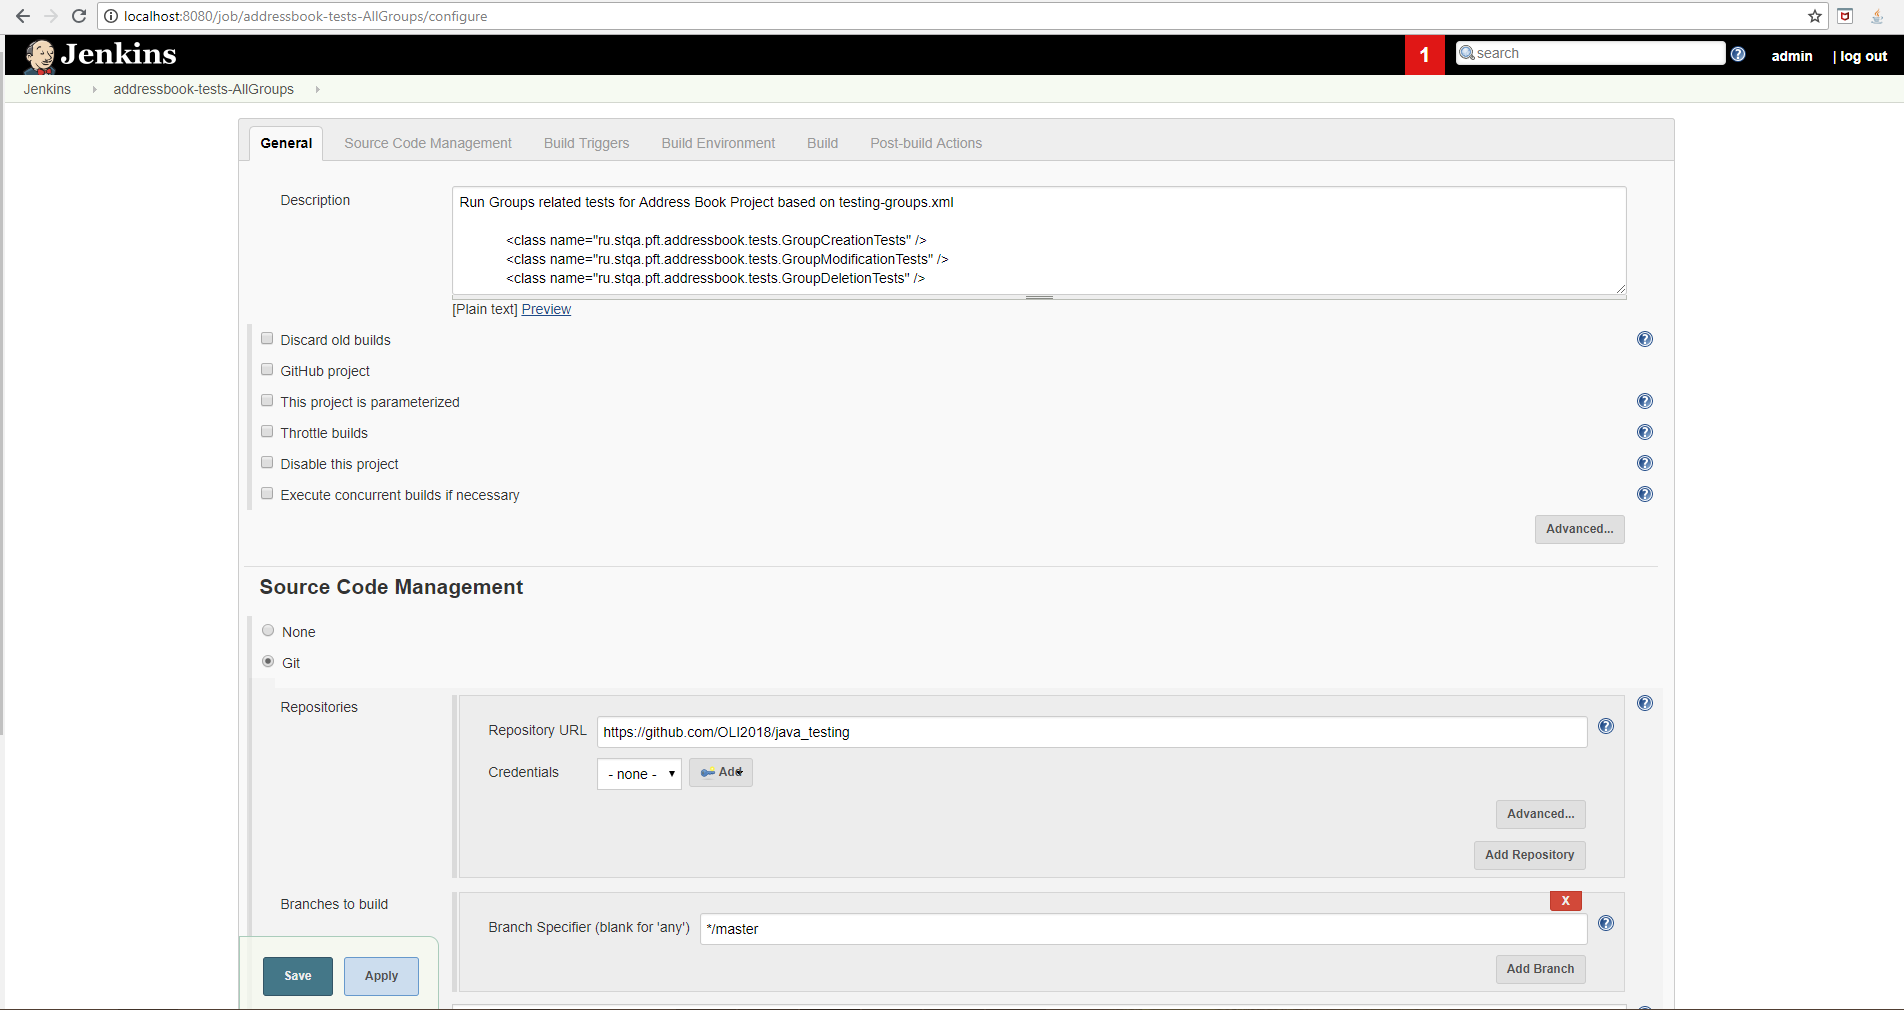 localhost:8080/job/addressbook-tests-AllGroups/configure
Jenkins
1
search
admin
| log out
Jenkins
addressbook-tests-AllGroups
General
Source Code Management
Build Triggers
Build Environment
Build
Post-build Actions
Description
Run Groups related tests for Address Book Project based on testing-groups.xml
<class name="ru.stqa.pft.addressbook.tests.GroupCreationTests" />
<class name="ru.stqa.pft.addressbook.tests.GroupModificationTests" />
<class name="ru.stqa.pft.addressbook.tests.GroupDeletionTests" />
[Plain text] Preview
Discard old builds
GitHub project
This project is parameterized
Throttle builds
Disable this project
Execute concurrent builds if necessary
Advanced...
Source Code Management
None
Git
Repositories
Repository URL
https://github.com/OLI2018/java_testing
Credentials
- none -
Add
Advanced...
Add Repository
Branches to build
X
Branch Specifier (blank for 'any')
*/master
Add Branch
Save
Apply